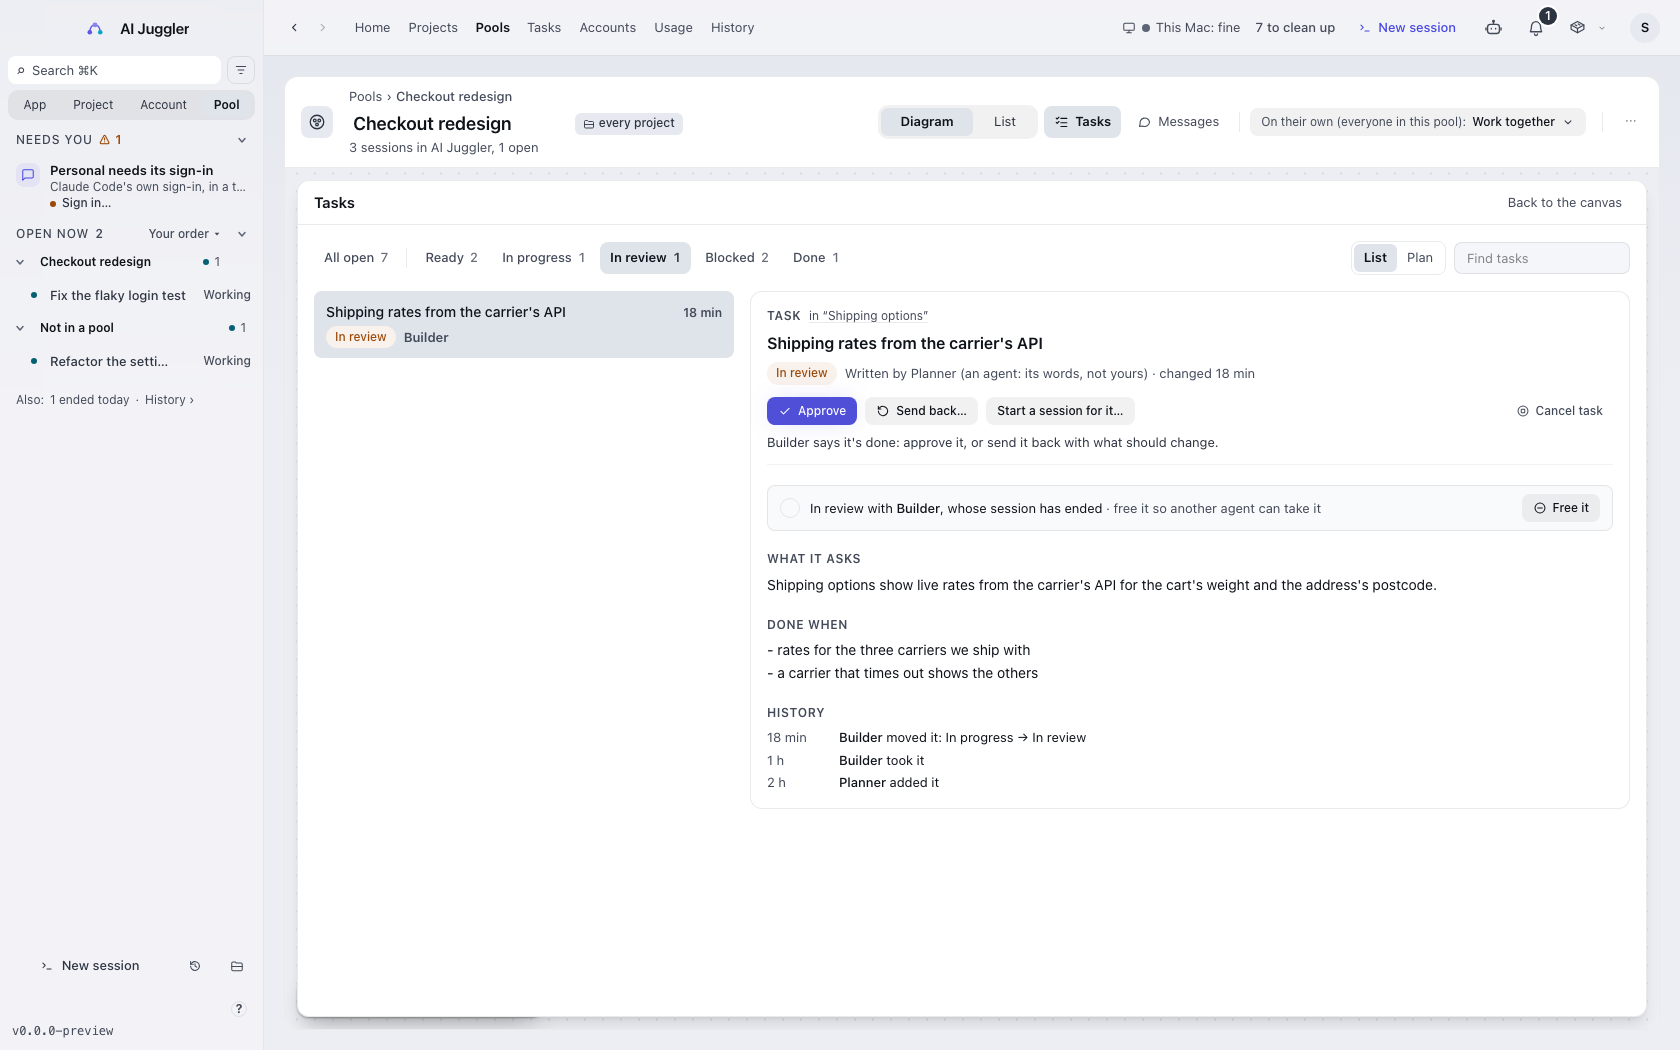 AI Juggler
Search ⌘K
App Project Account Pool
NEEDS YOU 1
Personal needs its sign-in
Claude Code's own sign-in, in a t...
Sign in...
OPEN NOW 2 Your order
Checkout redesign 1
Fix the flaky login test Working
Not in a pool 1
Refactor the setti... Working
Also: 1 ended today · History ›
New session
?
v0.0.0-preview
Home Projects Pools Tasks Accounts Usage History
This Mac: fine 7 to clean up New session 1 S
Pools › Checkout redesign
Checkout redesign every project
3 sessions in AI Juggler, 1 open
Diagram List Tasks Messages On their own (everyone in this pool): Work together ...
Tasks Back to the canvas
All open 7 Ready 2 In progress 1 In review 1 Blocked 2 Done 1 List Plan Find tasks
Shipping rates from the carrier's API 18 min
In review Builder
TASK in “Shipping options”
Shipping rates from the carrier's API
In review Written by Planner (an agent: its words, not yours) · changed 18 min
Approve Send back... Start a session for it... Cancel task
Builder says it's done: approve it, or send it back with what should change.
In review with Builder, whose session has ended · free it so another agent can take it Free it
WHAT IT ASKS
Shipping options show live rates from the carrier's API for the cart's weight and the address's postcode.
DONE WHEN
- rates for the three carriers we ship with
- a carrier that times out shows the others
HISTORY
18 min Builder moved it: In progress → In review
1 h Builder took it
2 h Planner added it